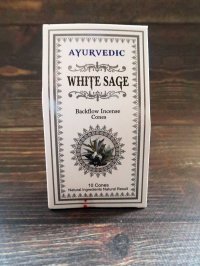 AYURVEDIC
WHITE SAGE
Backflow Incense
Cones
10 Cones
Natural Ingredients Natural Result